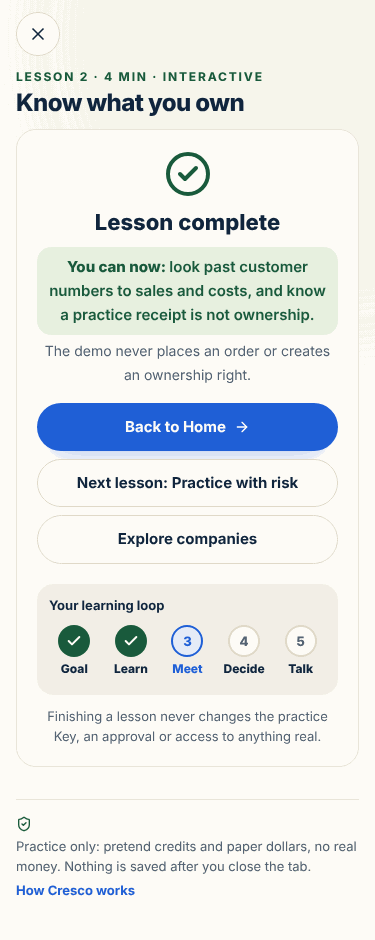 LESSON 2 · 4 MIN · INTERACTIVE
Know what you own
Lesson complete
You can now: look past customer
numbers to sales and costs, and know
a practice receipt is not ownership.
The demo never places an order or creates
an ownership right.
Back to Home →
Next lesson: Practice with risk
Explore companies
Your learning loop
3 4 5
Goal Learn Meet Decide Talk
Finishing a lesson never changes the practice
Key, an approval or access to anything real.
Practice only: pretend credits and paper dollars, no real
money. Nothing is saved after you close the tab.
How Cresco works